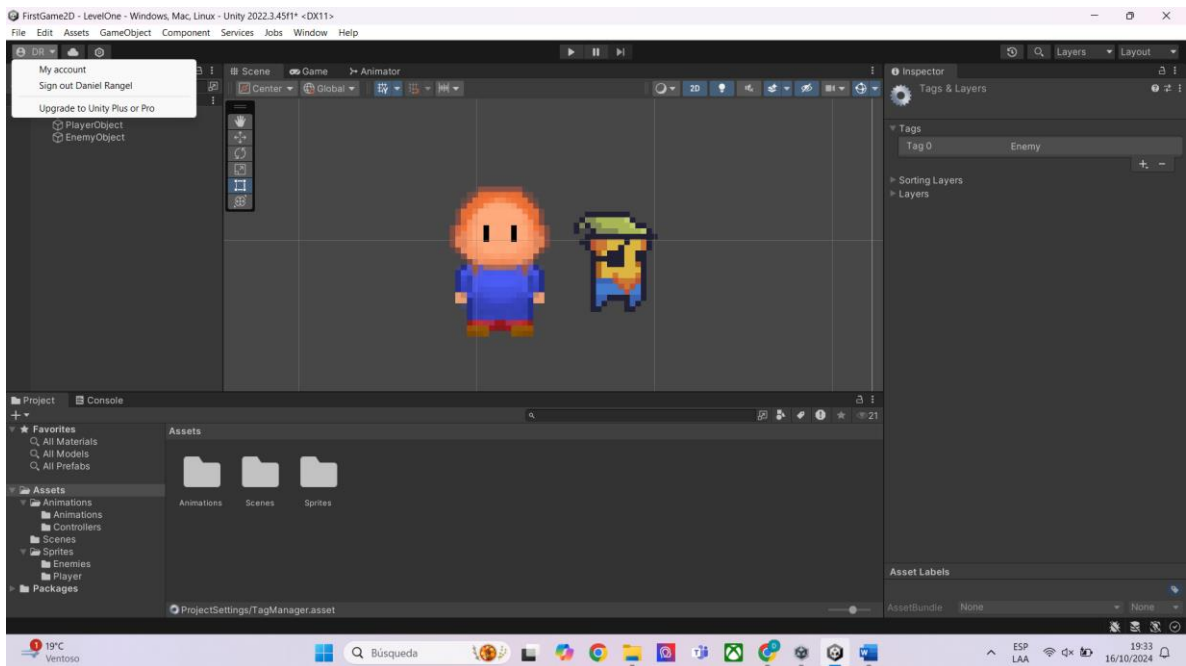 FirstGame2D - LevelOne - Windows, Mac, Linux - Unity 2022.3.45f1* <DX11>
File Edit Assets GameObject Component Services Jobs Window Help
DR
Layers Layout
My account
Sign out Daniel Rangel
Upgrade to Unity Plus or Pro
PlayerObject
EnemyObject
Scene Game Animator
Center Global 2D
Inspector
Tags & Layers
Tags
Tag 0 Enemy
Sorting Layers
Layers
Project Console
21
Favorites
All Materials
All Models
All Prefabs
Assets
Animations
Animations
Controllers
Scenes
Sprites
Enemies
Player
Packages
Assets
Animations Scenes Sprites
ProjectSettings/TagManager.asset
Asset Labels
AssetBundle None None
1 19°C
Ventoso
Búsqueda
ESP
LAA
19:33
16/10/2024